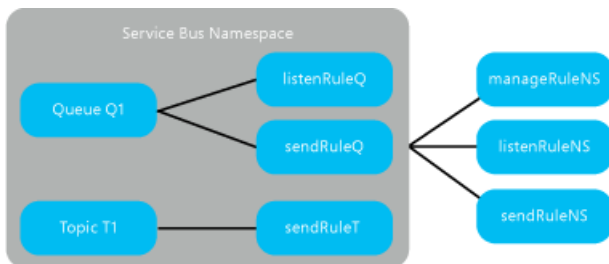 Service Bus Namespace
Queue Q1
listenRuleQ
sendRuleQ
Topic T1
sendRuleT
manageRuleNS
listenRuleNS
sendRuleNS